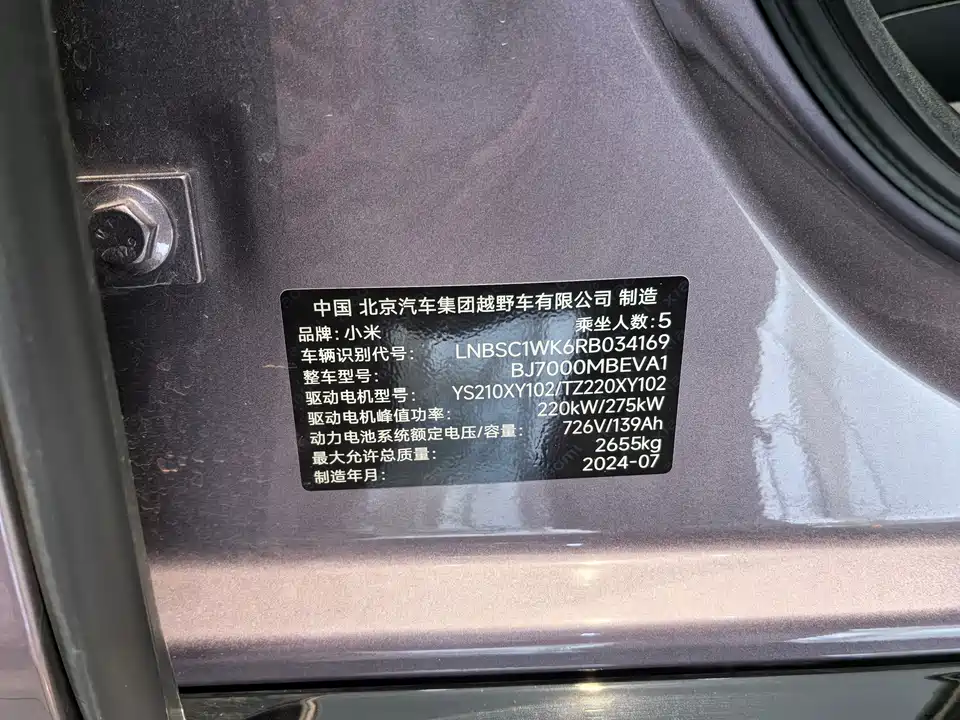 中国 北京汽车集团越野车有限公司 制造
品牌: 小米 乘坐人数: 5
车辆识别代号: LNBSC1WK6RB034169
整车型号: BJ7000MBEVA1
驱动电机型号: YS210XY102/TZ220XY102
驱动电机峰值功率: 220kW/275kW
动力电池系统额定电压/容量: 726V/139Ah
最大允许总质量: 2655kg
制造年月: 2024-07